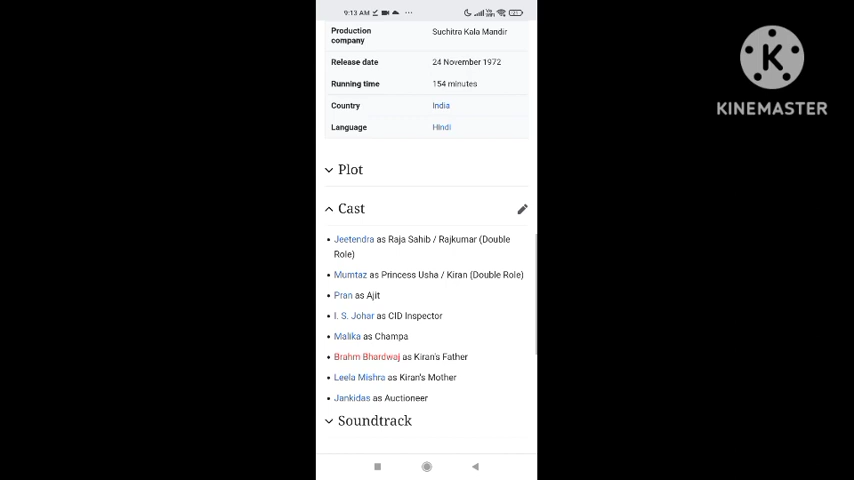 9:13 AM
KINEMASTER
Production
company
Suchitra Kala Mandir
Release date
24 November 1972
Running time
154 minutes
Country
India
Language
Hindi
Plot
Cast
Jeetendra as Raja Sahib / Rajkumar (Double
Role)
Mumtaz as Princess Usha / Kiran (Double Role)
Pran as Ajit
I. S. Johar as CID Inspector
Malika as Champa
Brahm Bhardwaj as Kiran's Father
Leela Mishra as Kiran's Mother
Jankidas as Auctioneer
Soundtrack